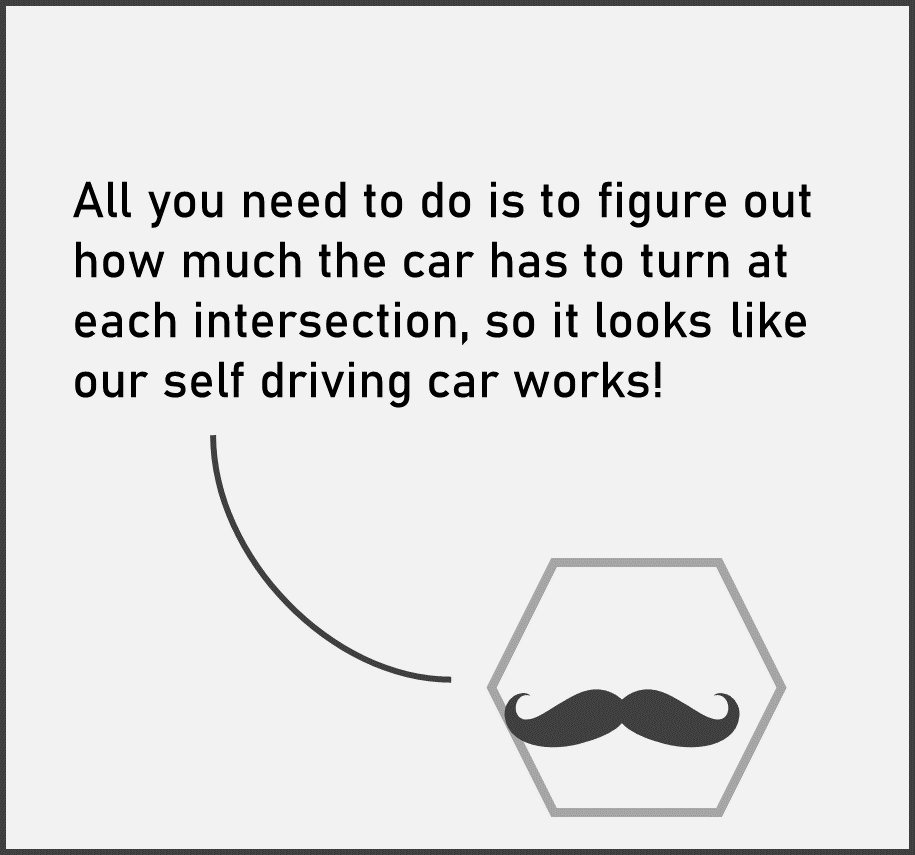 All you need to do is to figure out
how much the car has to turn at
each intersection, so it looks like
our self driving car works!